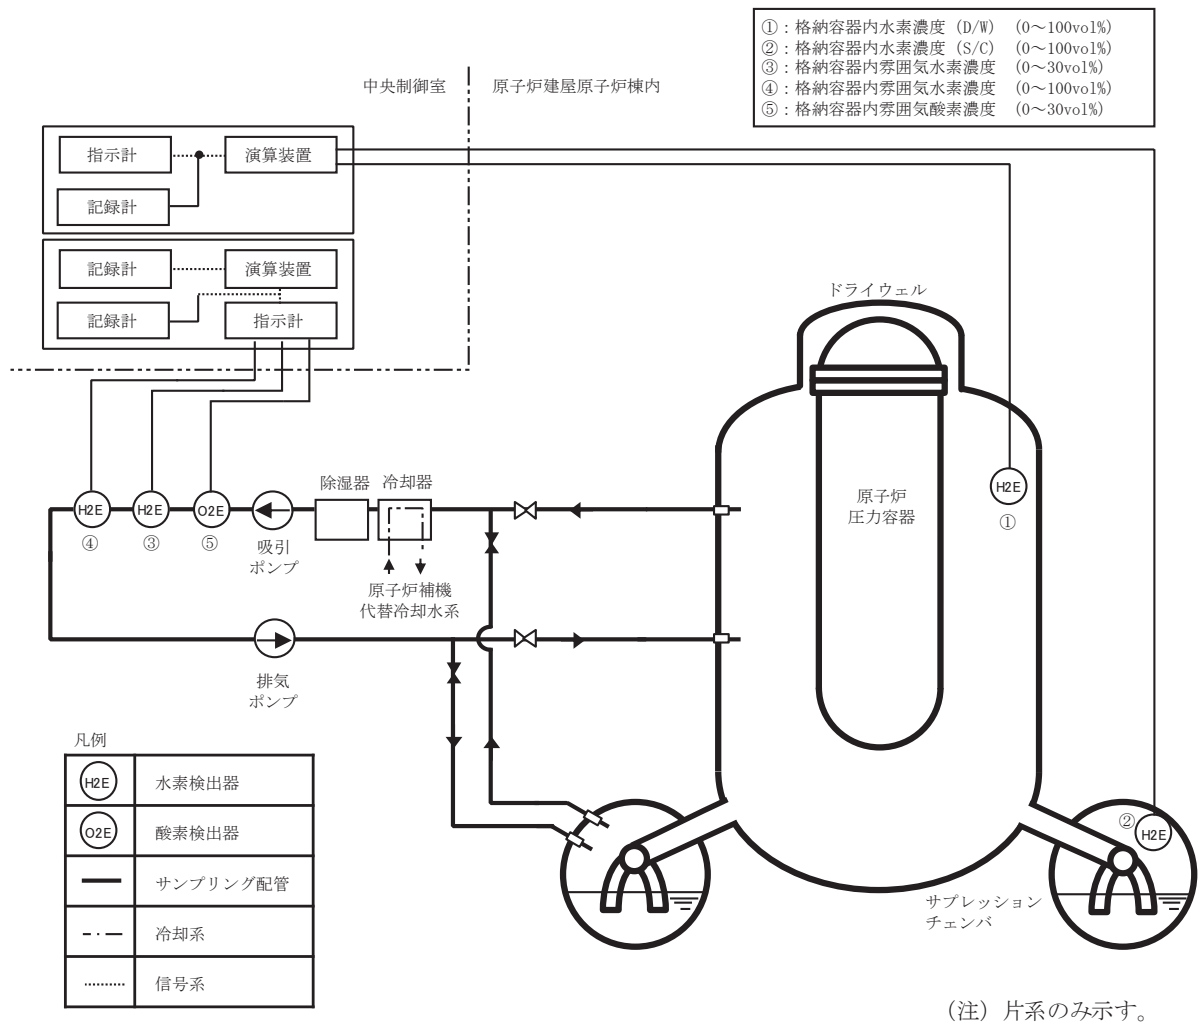 ①：格納容器内水素濃度（D/W）（0～100vol%）
②：格納容器内水素濃度（S/C）（0～100vol%）
③：格納容器内雰囲気水素濃度（0～30vol%）
④：格納容器内雰囲気水素濃度（0～100vol%）
⑤：格納容器内雰囲気酸素濃度（0～30vol%）
中央制御室
原子炉建屋原子炉棟内
指示計
演算装置
記録計
記録計
演算装置
記録計
指示計
ドライウェル
除湿器
冷却器
H2E
H2E
O2E
④
③
⑤
吸引
ポンプ
原子炉補機
代替冷却水系
原子炉
圧力容器
H2E
①
排気
ポンプ
②
H2E
サプレッション
チェンバ
凡例
H2E
水素検出器
O2E
酸素検出器
サンプリング配管
冷却系
信号系
（注）片系のみ示す。